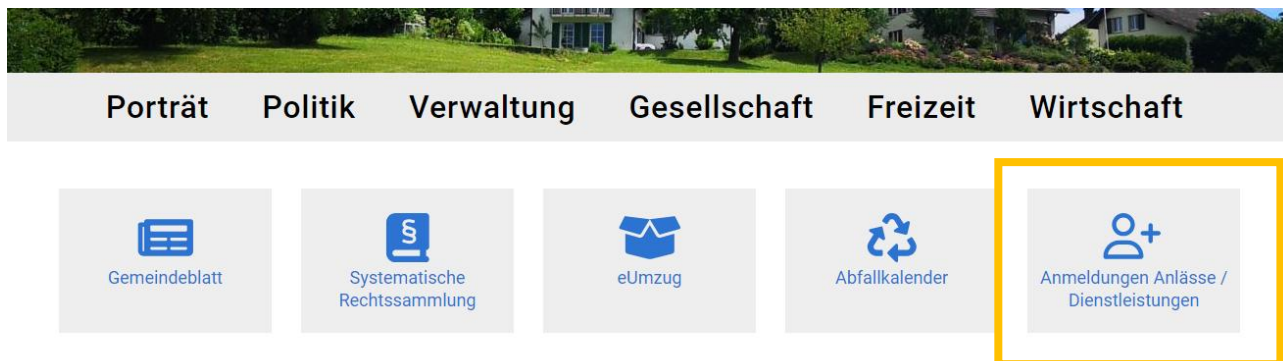 Porträt Politik Verwaltung Gesellschaft Freizeit Wirtschaft
§
Gemeindeblatt
Systematische
Rechtssammlung
eUmzug
Abfallkalender
Anmeldungen Anlässe /
Dienstleistungen